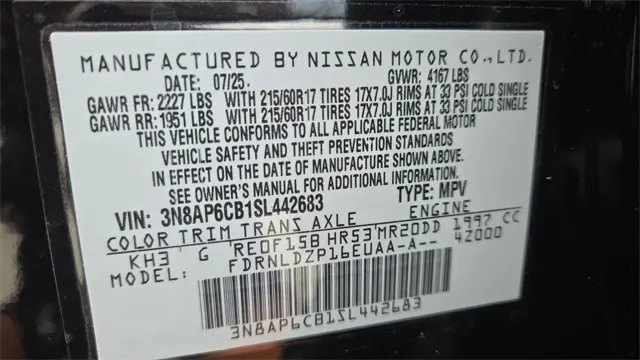 MANUFACTURED BY NISSAN MOTOR CO., LTD.
DATE: 07/25. GVWR: 4167 LBS
GAWR FR: 2227 LBS WITH 215/60R17 TIRES 17X7.0J RIMS AT 33 PSI COLD SINGLE
GAWR RR: 1951 LBS WITH 215/60R17 TIRES 17X7.0J RIMS AT 33 PSI COLD SINGLE
THIS VEHICLE CONFORMS TO ALL APPLICABLE FEDERAL MOTOR
VEHICLE SAFETY AND THEFT PREVENTION STANDARDS
IN EFFECT ON THE DATE OF MANUFACTURE SHOWN ABOVE.
SEE OWNER'S MANUAL FOR ADDITIONAL INFORMATION.
VIN: 3N8AP6CB1SL442683 TYPE: MPV
COLOR TRIM TRANS AXLE ENGINE
KH3 G RE0F15B HR53 MR20DD 1997 CC
MODEL: FDRNLDZP16EUAA-A-- 4Z000
3N8AP6CB1SL442683